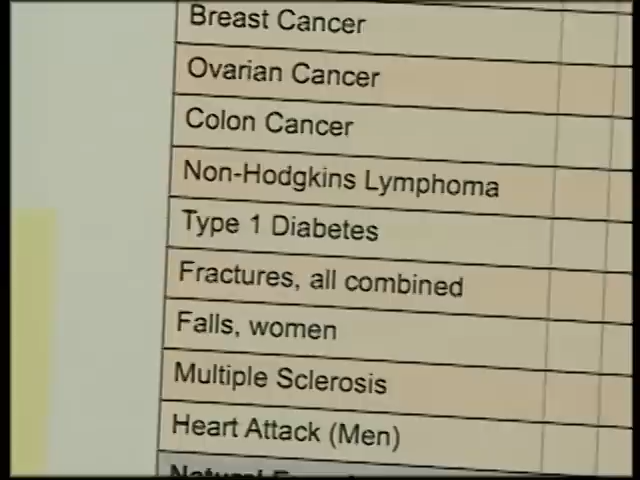 Breast Cancer
Ovarian Cancer
Colon Cancer
Non-Hodgkins Lymphoma
Type 1 Diabetes
Fractures, all combined
Falls, women
Multiple Sclerosis
Heart Attack (Men)
Natural